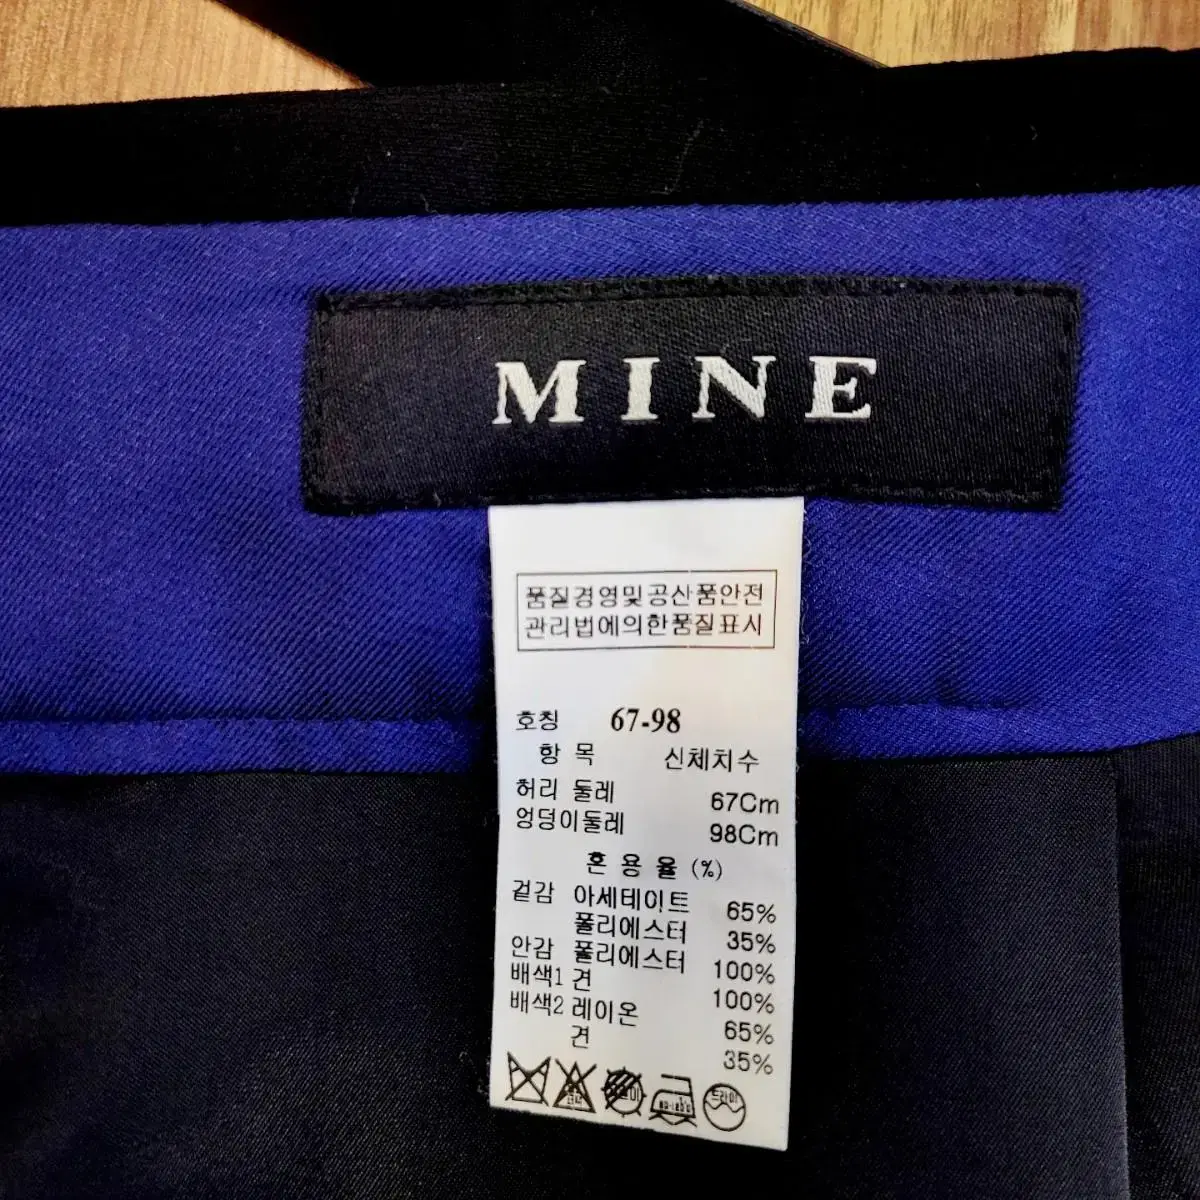 MINE
품질경영및공산품안전
관리법에의한품질표시
호칭 67-98
항 목 신체치수
허리 둘레 67Cm
엉덩이둘레 98Cm
혼 용 율 (%)
겉감 아세테이트 65%
폴리에스터 35%
안감 폴리에스터 100%
배색1 견 100%
배색2 레이온 65%
견 35%
드라이